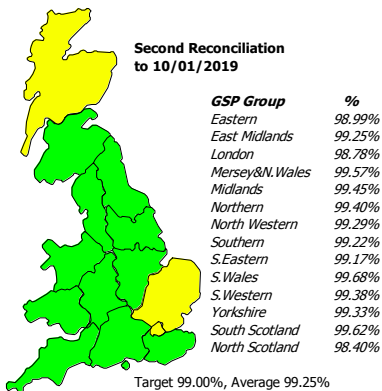 Second Reconciliation
to 10/01/2019
GSP Group %
Eastern 98.99%
East Midlands 99.25%
London 98.78%
Mersey&N.Wales 99.57%
Midlands 99.45%
Northern 99.40%
North Western 99.29%
Southern 99.22%
S.Eastern 99.17%
S.Wales 99.68%
S.Western 99.38%
Yorkshire 99.33%
South Scotland 99.62%
North Scotland 98.40%
Target 99.00%, Average 99.25%